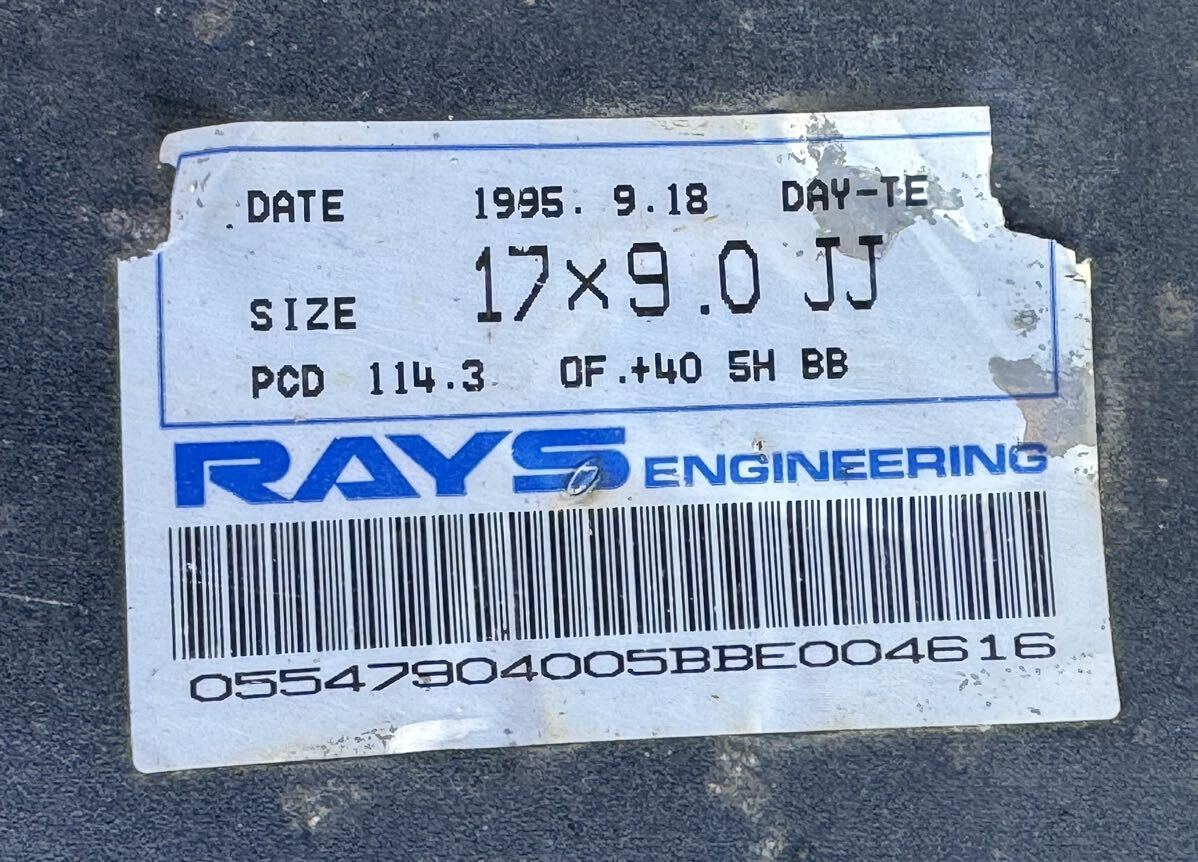 DATE 1995. 9.18 DAY-TE
SIZE 17×9.0 JJ
PCD 114.3 OF.+40 5H BB
RAYS ENGINEERING
05547904005BBE004616